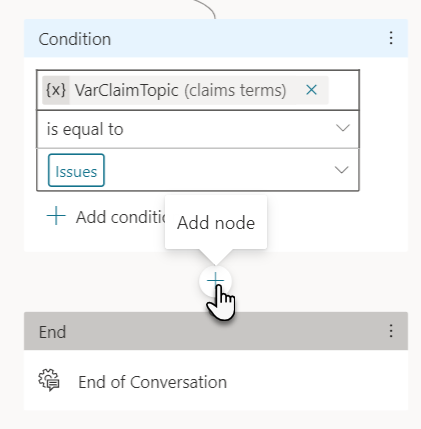 Condition
{x} VarClaimTopic (claims terms)
is equal to
Issues
Add conditi
Add node
End
End of Conversation